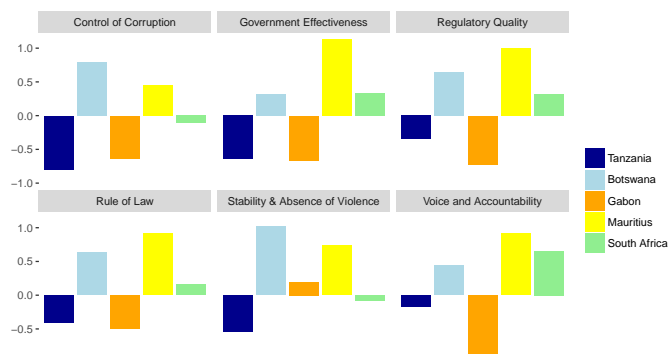 Control of Corruption
Government Effectiveness
Regulatory Quality
1.0
0.5
0.0
−0.5
−1.0
Rule of Law
Stability & Absence of Violence
Voice and Accountability
1.0
0.5
0.0
−0.5
Tanzania
Botswana
Gabon
Mauritius
South Africa